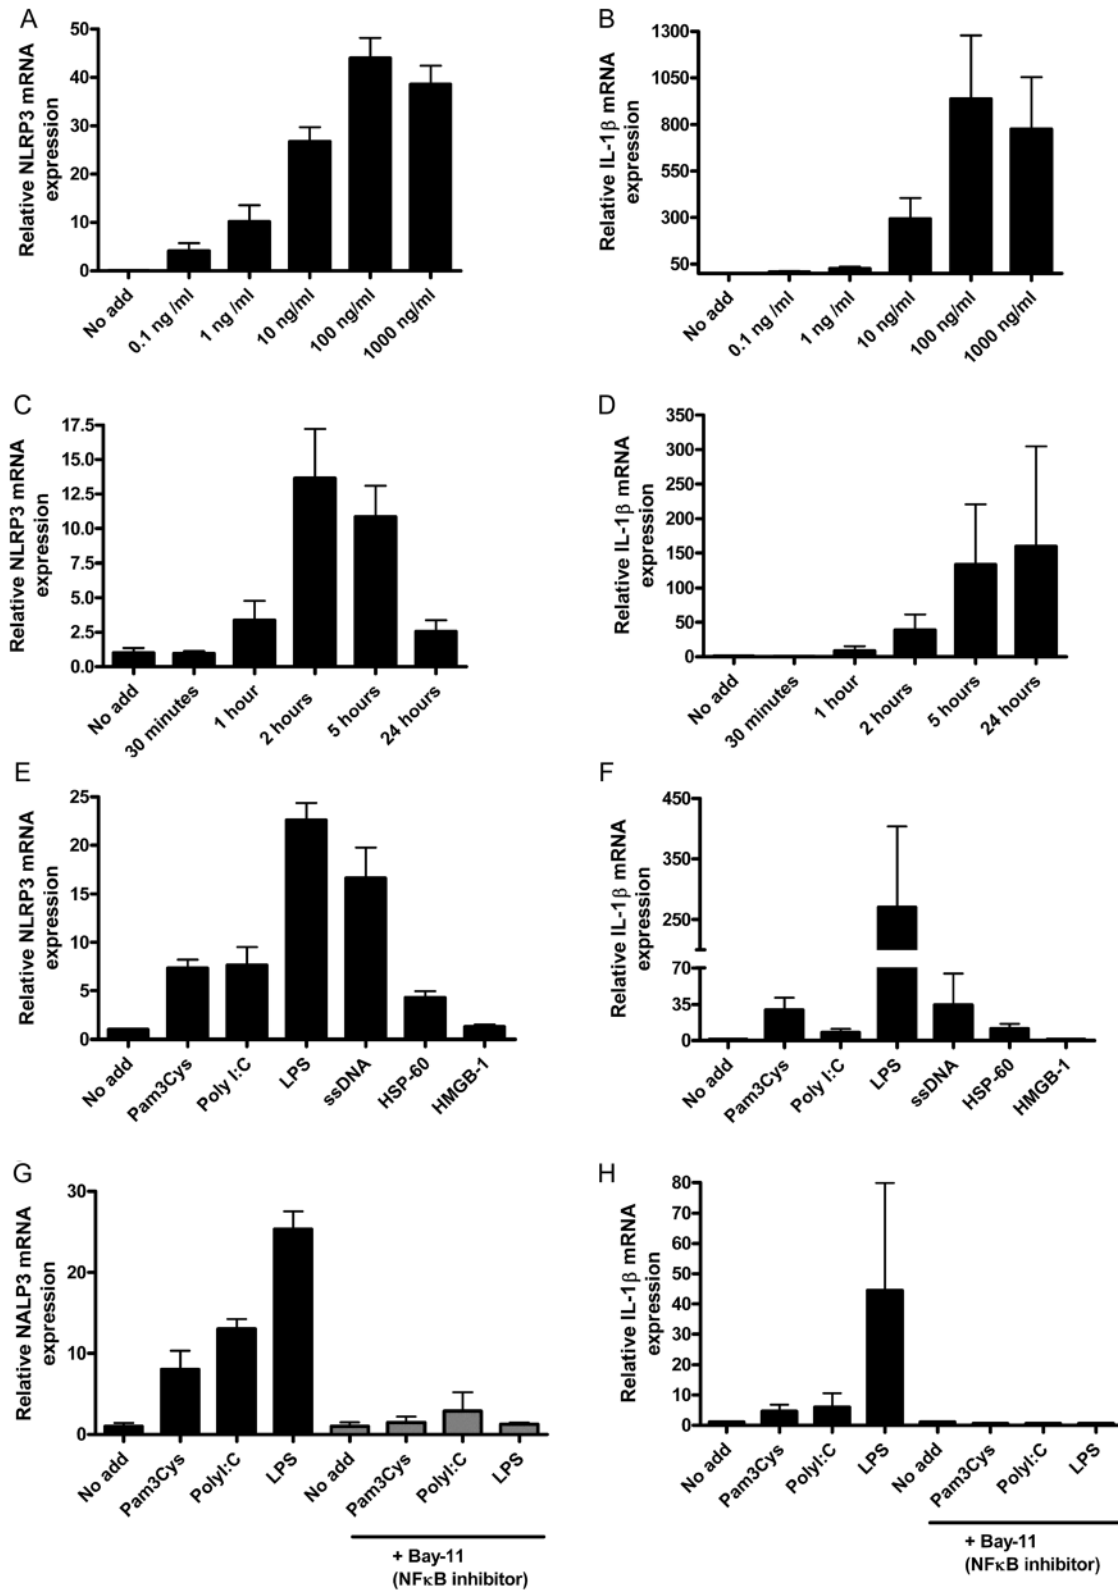 A
Relative NLRP3 mRNA
expression
50
40
30
20
10
0
No add
0.1 ng /ml
1 ng /ml
10 ng/ml
100 ng/ml
1000 ng/ml
B
Relative IL-1β mRNA
expression
1300
1050
800
550
300
50
No add
0.1 ng /ml
1 ng /ml
10 ng/ml
100 ng/ml
1000 ng/ml
C
Relative NLRP3 mRNA
expression
17.5
15.0
12.5
10.0
7.5
5.0
2.5
0.0
No add
30 minutes
1 hour
2 hours
5 hours
24 hours
D
Relative IL-1β mRNA
expression
350
300
250
200
150
100
50
0
No add
30 minutes
1 hour
2 hours
5 hours
24 hours
E
Relative NLRP3 mRNA
expression
25
20
15
10
5
0
No add
Pam3Cys
Poly I:C
LPS
ssDNA
HSP-60
HMGB-1
F
Relative IL-1β mRNA
expression
450
350
250
70
35
0
No add
Pam3Cys
Poly I:C
LPS
ssDNA
HSP-60
HMGB-1
G
Relative NALP3 mRNA
expression
30
20
10
0
No add
Pam3Cys
PolyI:C
LPS
No add
Pam3Cys
PolyI:C
LPS
+ Bay-11
(NFκB inhibitor)
H
Relative IL-1β mRNA
expression
80
70
60
50
40
30
20
10
0
No add
Pam3Cys
PolyI:C
LPS
No add
Pam3Cys
PolyI:C
LPS
+ Bay-11
(NFκB inhibitor)